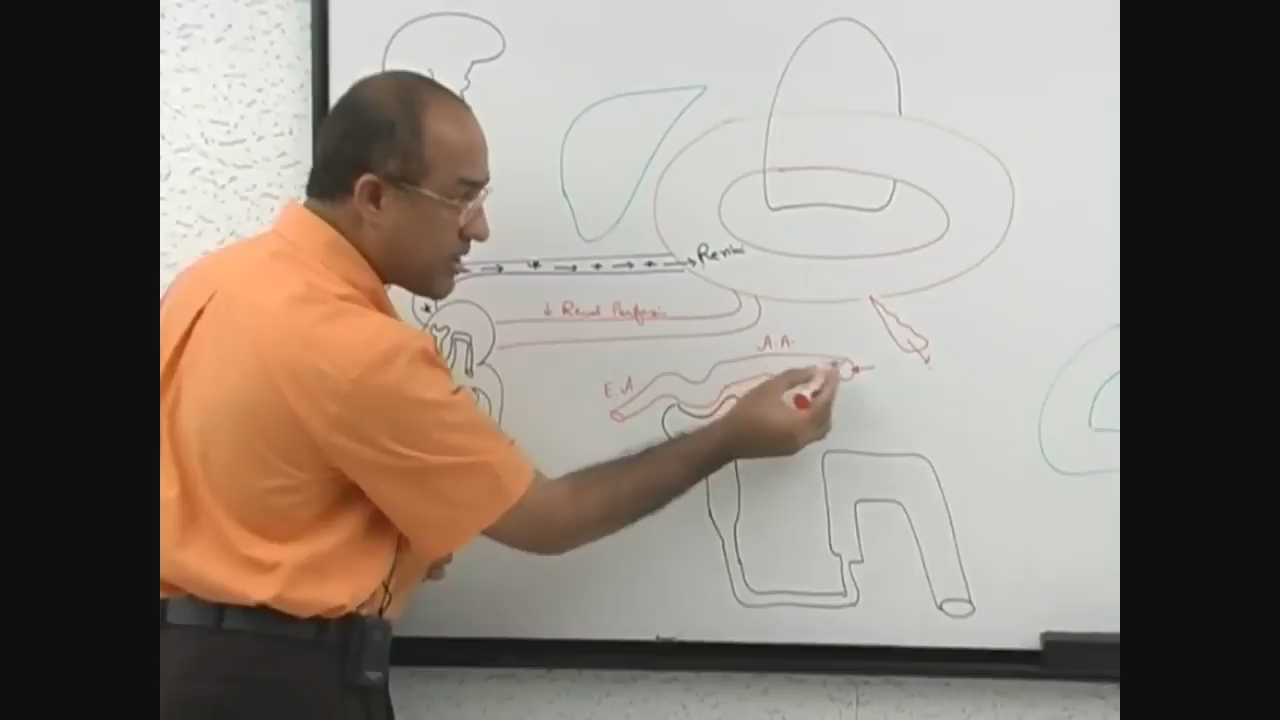 Renin
↓ Renal Perfusion
A.A.
E.A